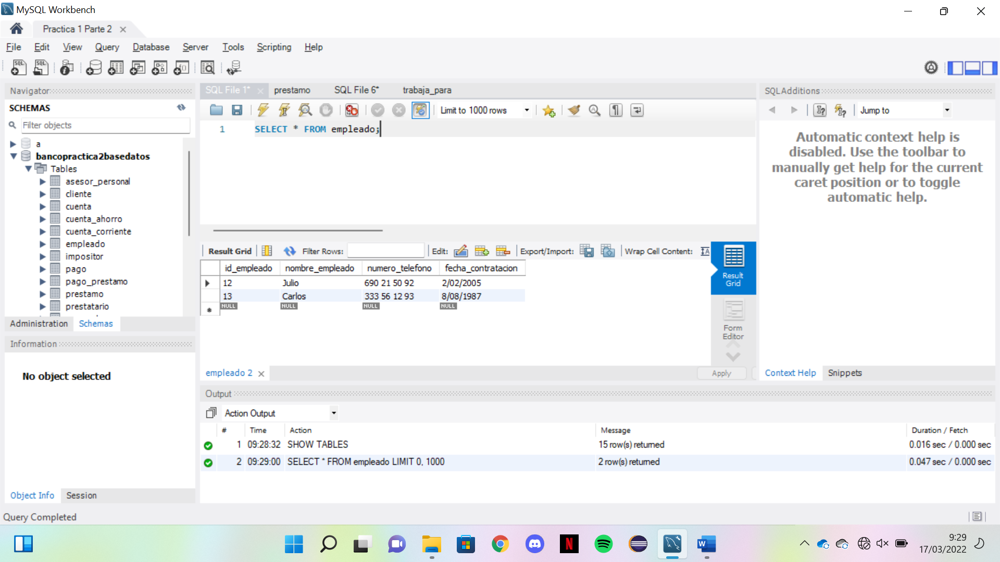 MySQL Workbench
Practica 1 Parte 2
File Edit View Query Database Server Tools Scripting Help
Navigator
SCHEMAS
Filter objects
a
bancopractica2basedatos
Tables
asesor_personal
cliente
cuenta
cuenta_ahorro
cuenta_corriente
empleado
impositor
pago
pago_prestamo
prestamo
prestatario
Administration Schemas
Information
No object selected
Object Info Session
SQL File 1* prestamo SQL File 6* trabaja_para
Limit to 1000 rows
1 SELECT * FROM empleado;
Result Grid Filter Rows: Edit: Export/Import: Wrap Cell Content:
id_empleado nombre_empleado numero_telefono fecha_contratacion
12 Julio 690 21 50 92 2/02/2005
13 Carlos 333 56 12 93 8/08/1987
NULL NULL NULL NULL
Result
Grid
Form
Editor
empleado 2
Apply
SQLAdditions
Jump to
Automatic context help is
disabled. Use the toolbar to
manually get help for the current
caret position or to toggle
automatic help.
Context Help Snippets
Output
Action Output
# Time Action Message Duration / Fetch
1 09:28:32 SHOW TABLES 15 row(s) returned 0.016 sec / 0.000 sec
2 09:29:00 SELECT * FROM empleado LIMIT 0, 1000 2 row(s) returned 0.047 sec / 0.000 sec
Query Completed
9:29
17/03/2022